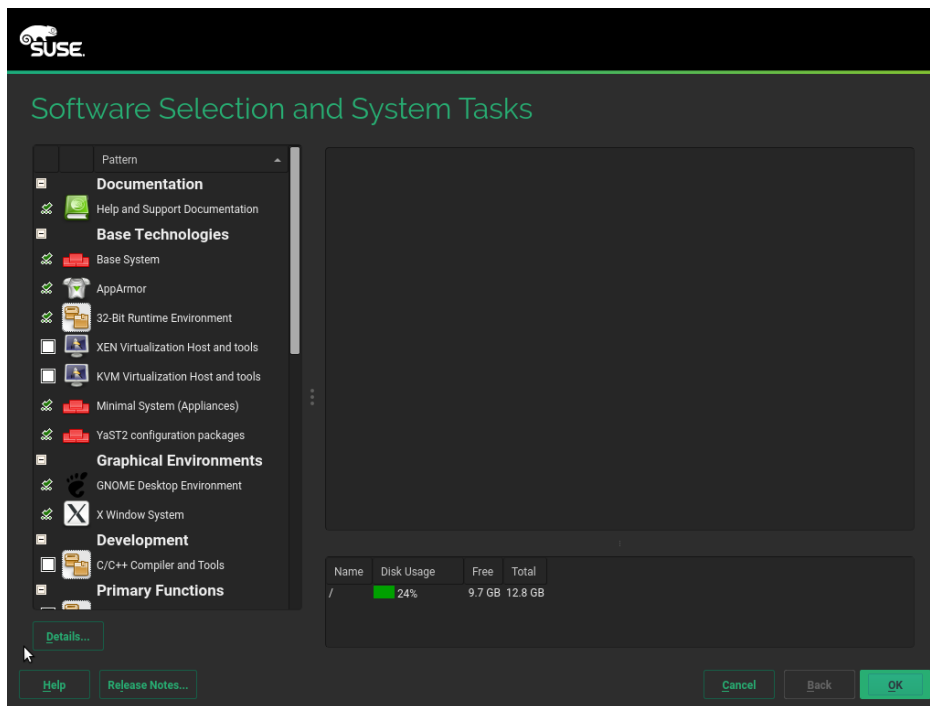 SUSE.
Software Selection and System Tasks
Pattern
Documentation
Help and Support Documentation
Base Technologies
Base System
AppArmor
32-Bit Runtime Environment
XEN Virtualization Host and tools
KVM Virtualization Host and tools
Minimal System (Appliances)
YaST2 configuration packages
Graphical Environments
GNOME Desktop Environment
X Window System
Development
C/C++ Compiler and Tools
Primary Functions
Name Disk Usage Free Total
/ 24% 9.7 GB 12.8 GB
Details...
Help Release Notes... Cancel Back OK